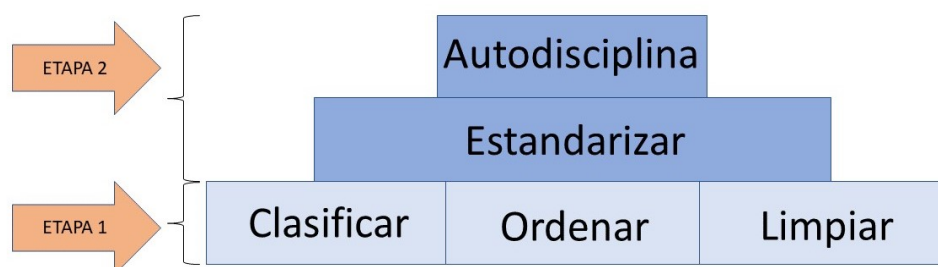 ETAPA 2
Autodisciplina
Estandarizar
ETAPA 1
Clasificar
Ordenar
Limpiar